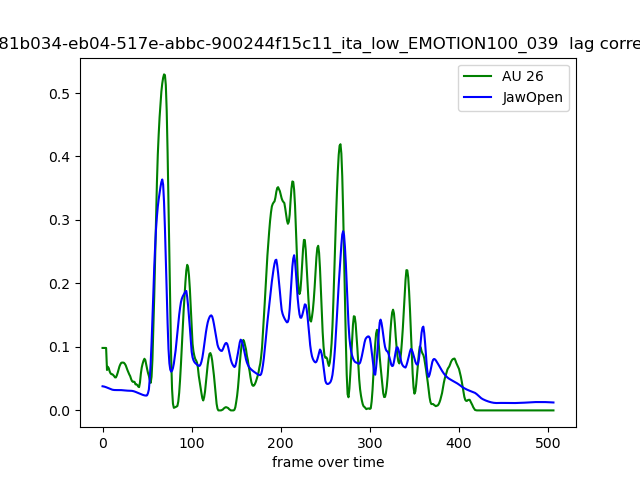 81b034-eb04-517e-abbc-900244f15c11_ita_low_EMOTION100_039 lag corre
AU 26
JawOpen
0.5
0.4
0.3
0.2
0.1
0.0
0 100 200 300 400 500
frame over time